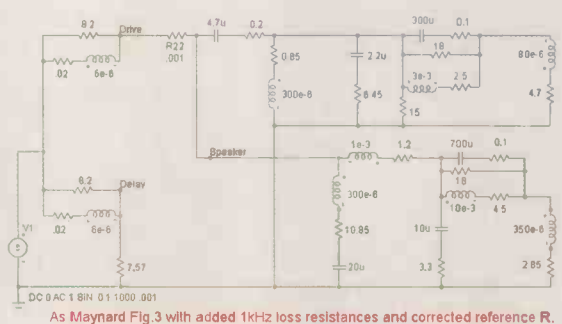 8.2
Drive
R22
.001
4.7u
0.2
300u
0.1
18
3e-3
2.5
80e-6
4.7
.02
6e-6
0.85
300e-6
2.2u
6.45
15
Speaker
1e-3
1.2
700u
0.1
18
10e-3
4.5
300e-6
10.85
20u
10u
3.3
350e-6
2.85
8.2
Delay
.02
6e-6
7.57
V1
0
DC 0 AC 1 SIN 0 1 1000 .001
As Maynard Fig.3 with added 1kHz loss resistances and corrected reference R.